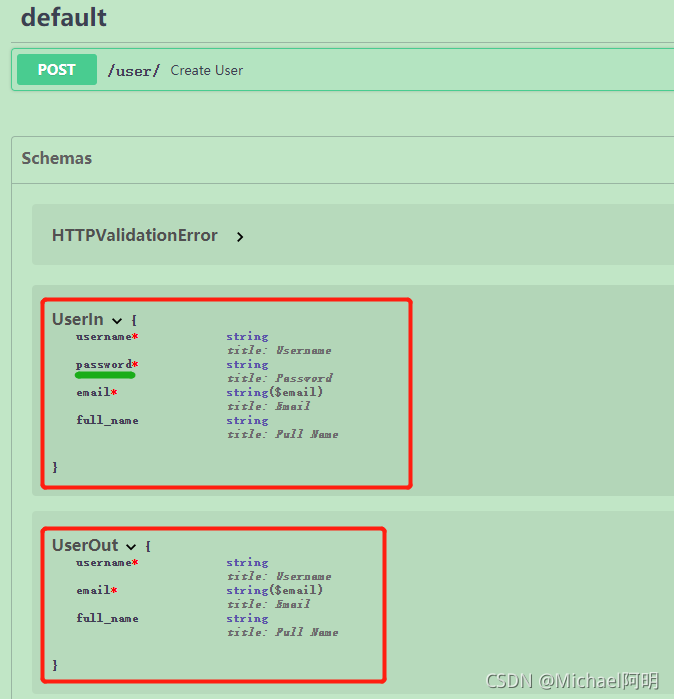 default
POST /user/ Create User
Schemas
HTTPValidationError
UserIn {
username* string
title: Username
password* string
title: Password
email* string($email)
title: Email
full_name string
title: Full Name
}
UserOut {
username* string
title: Username
email* string($email)
title: Email
full_name string
title: Full Name
}
CSDN @Michael阿明